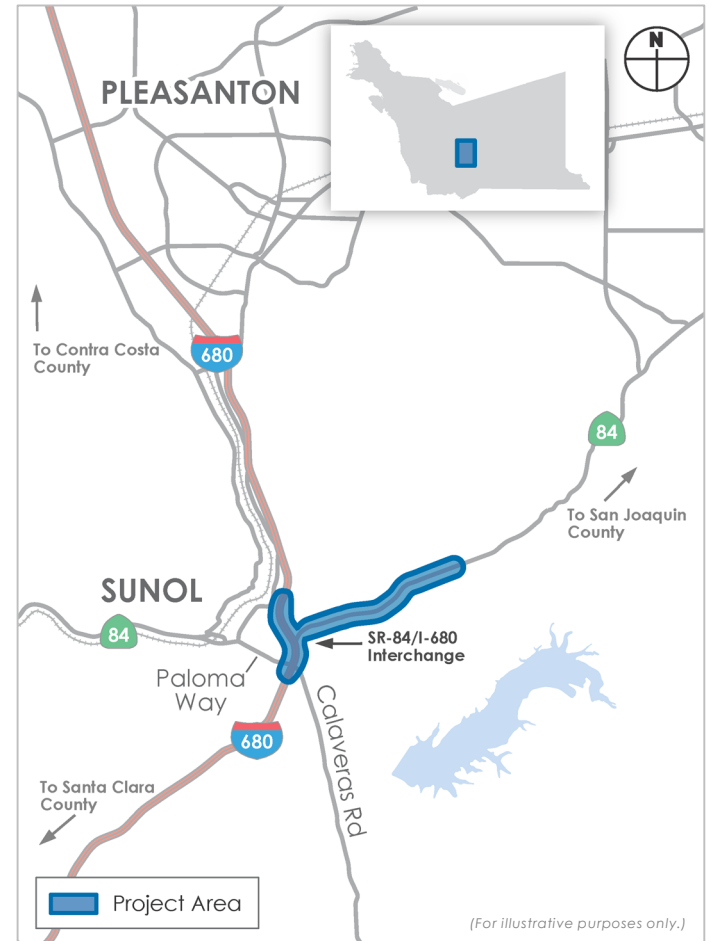 PLEASANTON
N
680
To Contra Costa
County
84
To San Joaquin
County
SUNOL
84
SR-84/I-680
Interchange
Paloma
Way
Calaveras Rd
680
To Santa Clara
County
Project Area
(For illustrative purposes only.)